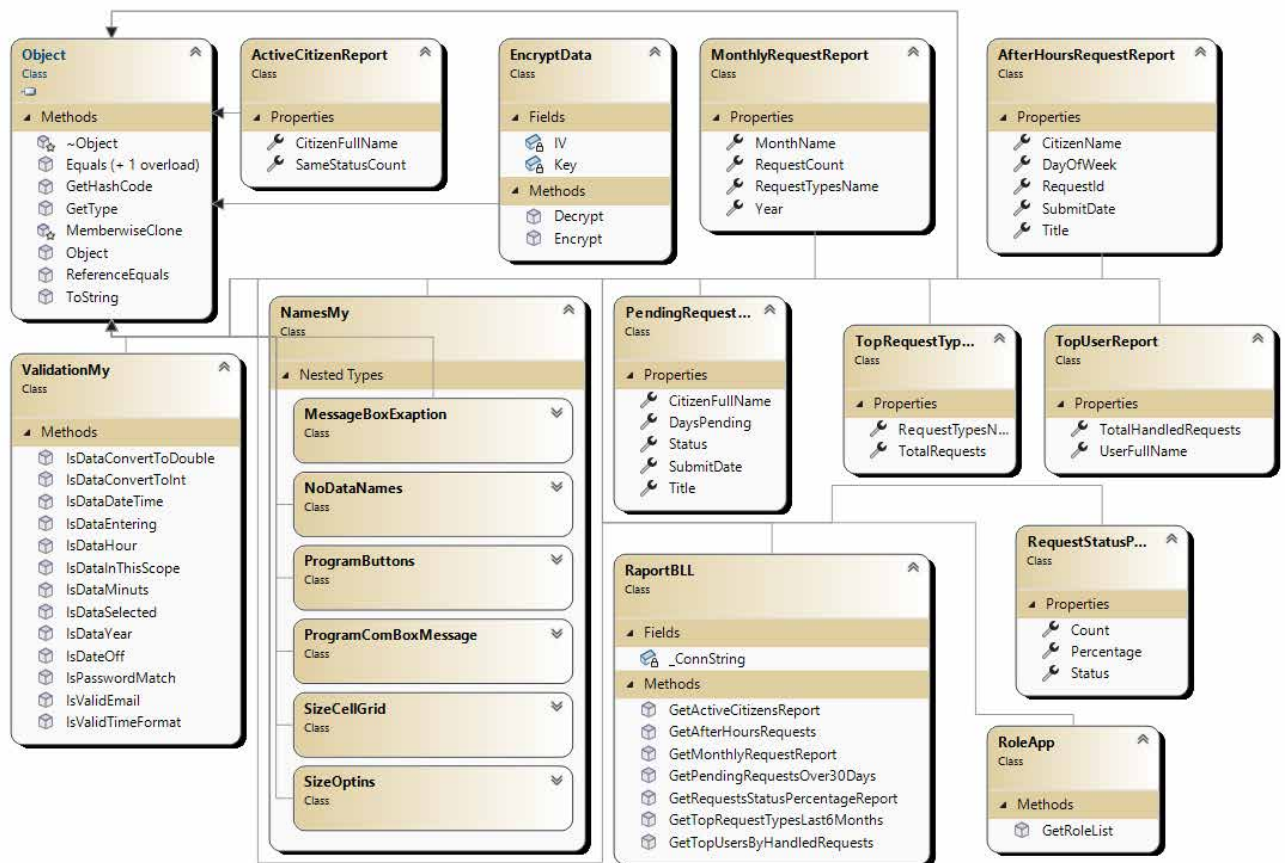 Object
Class
Methods
~Object
Equals (+ 1 overload)
GetHashCode
GetType
MemberwiseClone
Object
ReferenceEquals
ToString
ActiveCitizenReport
Class
Properties
CitizenFullName
SameStatusCount
EncryptData
Class
Fields
IV
Key
Methods
Decrypt
Encrypt
MonthlyRequestReport
Class
Properties
MonthName
RequestCount
RequestTypesName
Year
AfterHoursRequestReport
Class
Properties
CitizenName
DayOfWeek
RequestId
SubmitDate
Title
ValidationMy
Class
Methods
IsDataConvertToDouble
IsDataConvertToInt
IsDataDateTime
IsDataEntering
IsDataHour
IsDataInThisScope
IsDataMinuts
IsDataSelected
IsDataYear
IsDateOff
IsPasswordMatch
IsValidEmail
IsValidTimeFormat
NamesMy
Class
Nested Types
MessageBoxExaption
Class
NoDataNames
Class
ProgramButtons
Class
ProgramComBoxMessage
Class
SizeCellGrid
Class
SizeOptins
Class
PendingRequest...
Class
Properties
CitizenFullName
DaysPending
Status
SubmitDate
Title
TopRequestTyp...
Class
Properties
RequestTypesN...
TotalRequests
TopUserReport
Class
Properties
TotalHandledRequests
UserFullName
RaportBLL
Class
Fields
_ConnString
Methods
GetActiveCitizensReport
GetAfterHoursRequests
GetMonthlyRequestReport
GetPendingRequestsOver30Days
GetRequestsStatusPercentageReport
GetTopRequestTypesLast6Months
GetTopUsersByHandledRequests
RequestStatusP...
Class
Properties
Count
Percentage
Status
RoleApp
Class
Methods
GetRoleList